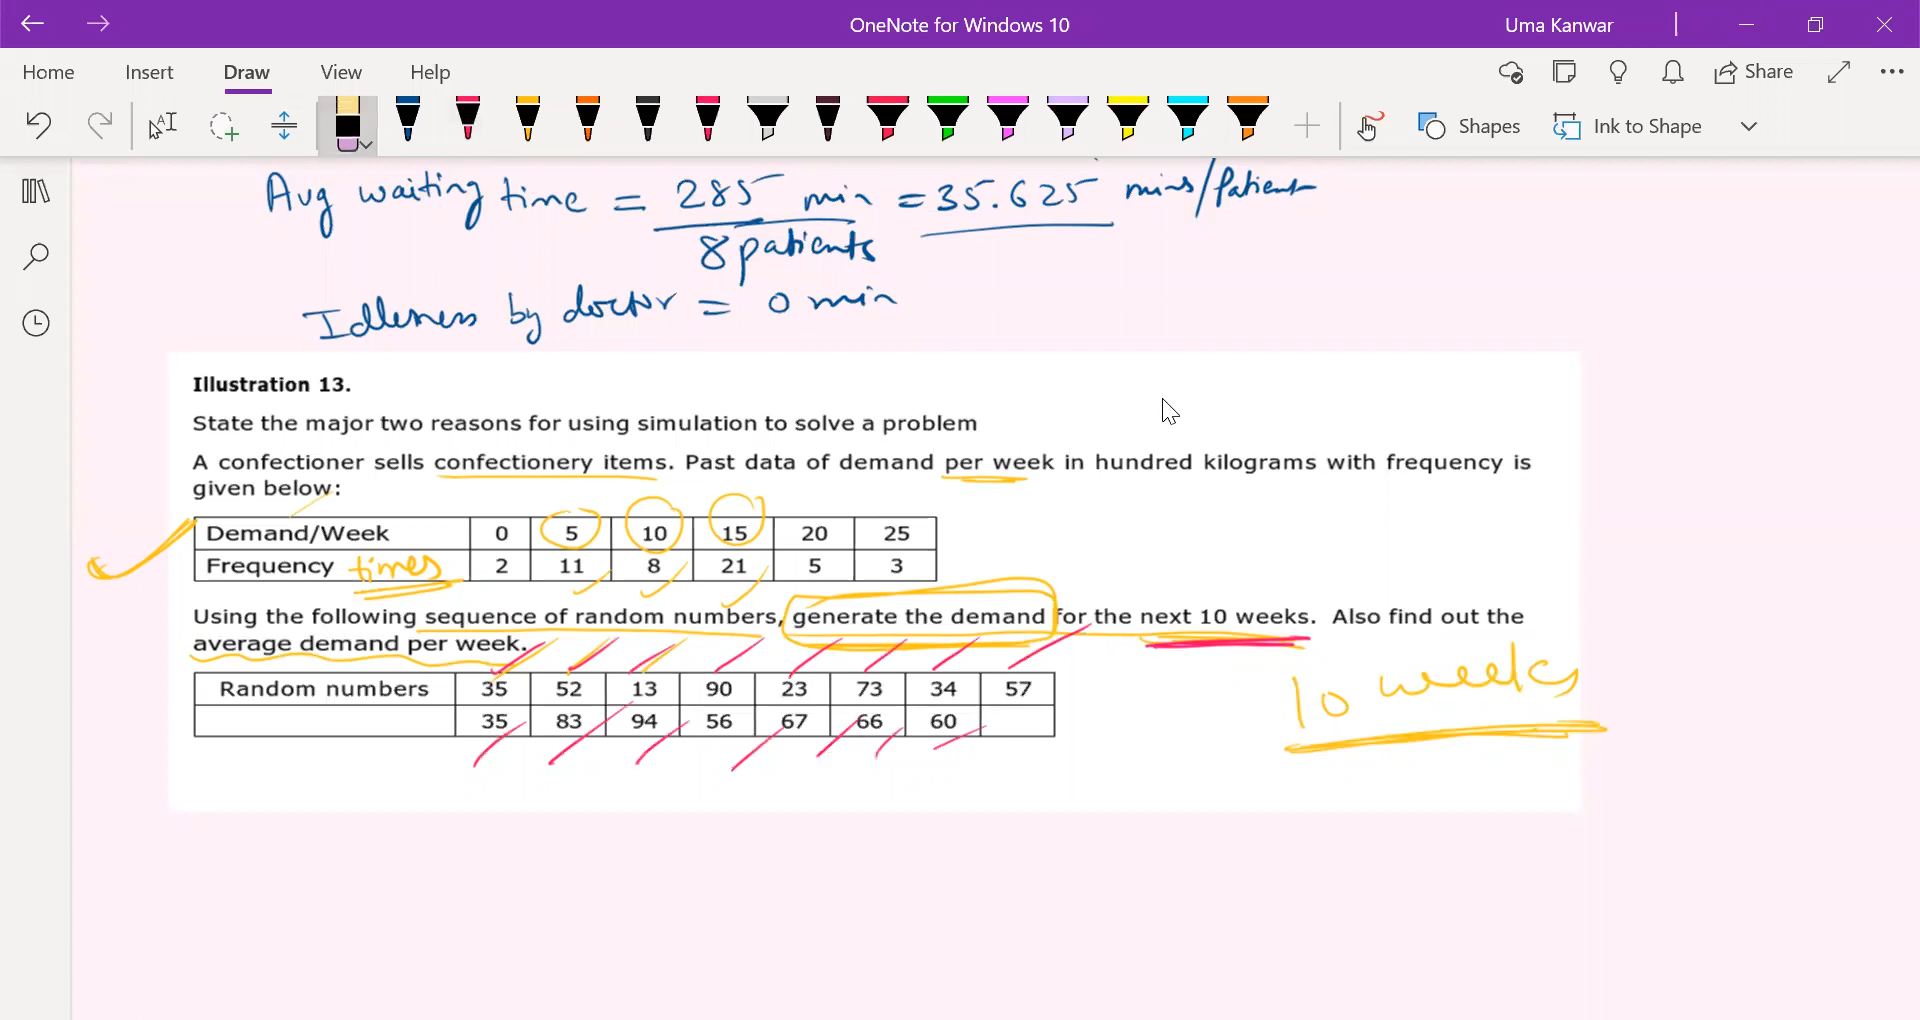 OneNote for Windows 10
Uma Kanwar
Home Insert Draw View Help
Share
Shapes
Ink to Shape
Avg waiting time = 285 min = 35.625 mins/Patient
8 patients
Idleness by doctor = 0 min
Illustration 13.
State the major two reasons for using simulation to solve a problem
A confectioner sells confectionery items. Past data of demand per week in hundred kilograms with frequency is
given below:
Demand/Week 0 5 10 15 20 25
Frequency times 2 11 8 21 5 3
Using the following sequence of random numbers, generate the demand for the next 10 weeks. Also find out the
average demand per week.
10 weeks
Random numbers 35 52 13 90 23 73 34 57
35 83 94 56 67 66 60